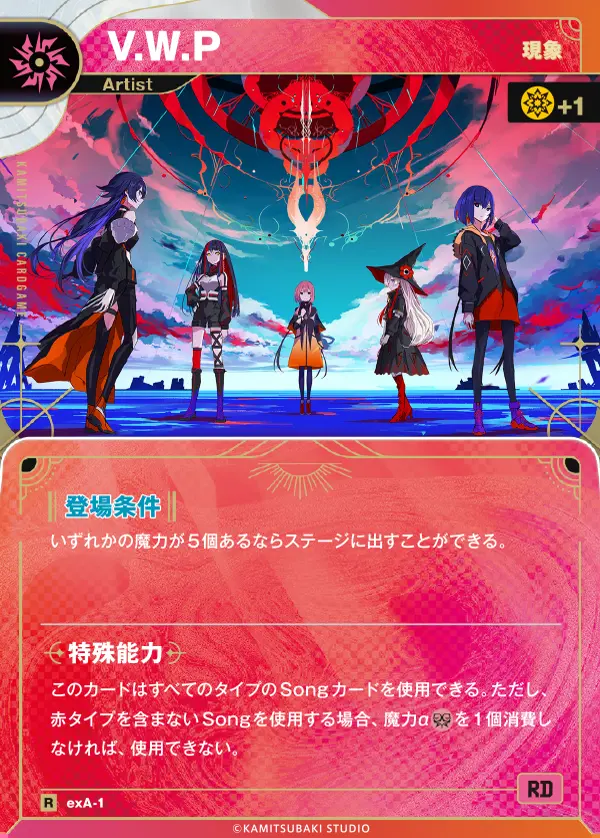 V.W.P
現象
Artist
+1
KAMITSUBAKI CARDGAME
登場条件
いずれかの魔力が5個あるならステージに出すことができる。
特殊能力
このカードはすべてのタイプのSongカードを使用できる。ただし、
赤タイプを含まないSongを使用する場合、魔力αを1個消費し
なければ、使用できない。
RD
R exA-1
©KAMITSUBAKI STUDIO